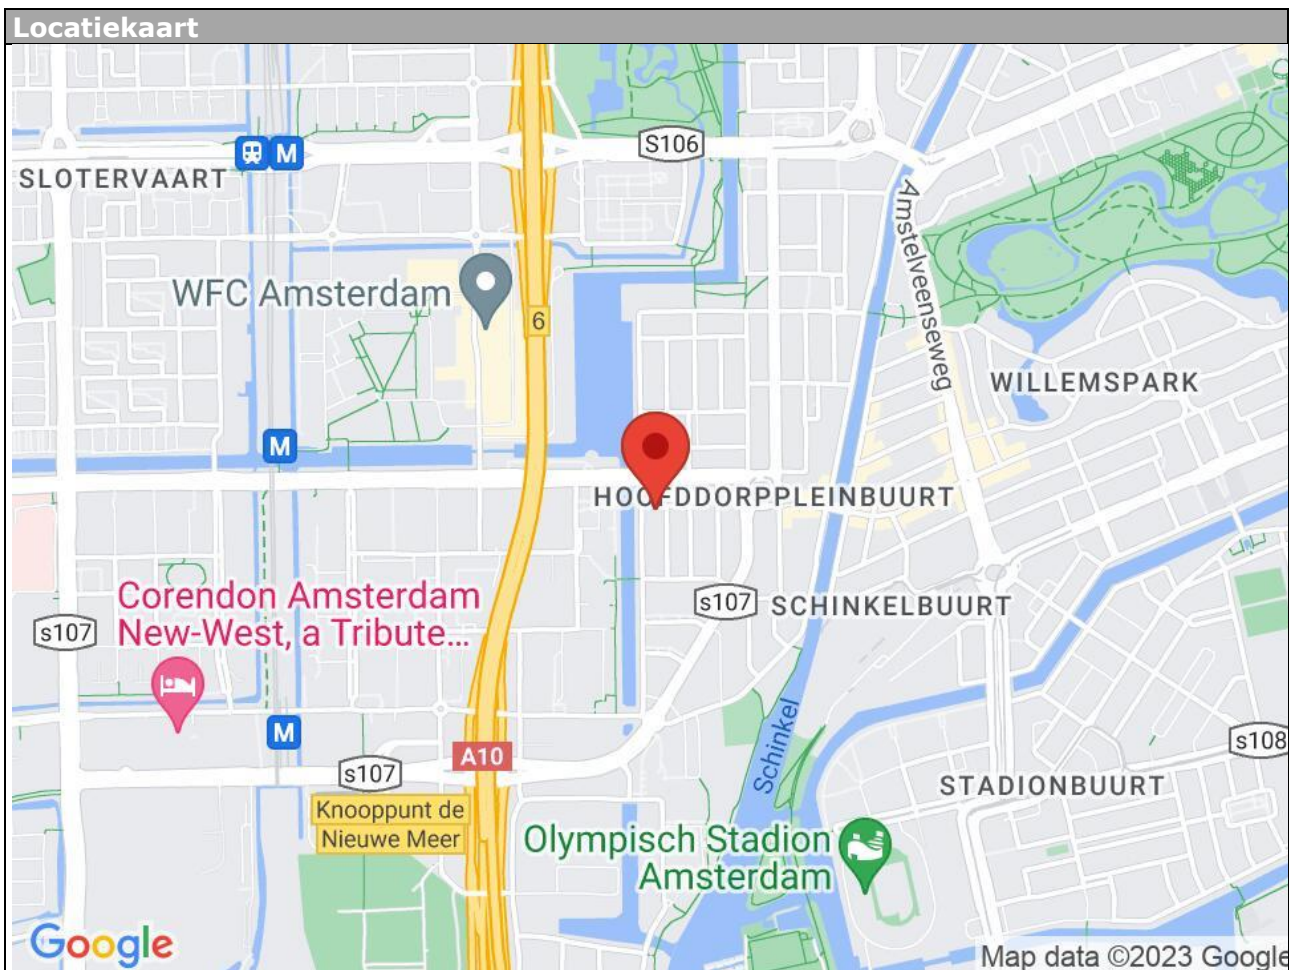 Locatiekaart
S106
M
SLOTERVAART
Amstelveenseweg
WFC Amsterdam
6
WILLEMSPARK
M
HOOFDDORPPLEINBUURT
Corendon Amsterdam
New-West, a Tribute...
s107
s107
SCHINKELBUURT
Schinkel
M
s108
A10
s107
STADIONBUURT
Knooppunt de
Nieuwe Meer
Olympisch Stadion
Amsterdam
Google
Map data ©2023 Google